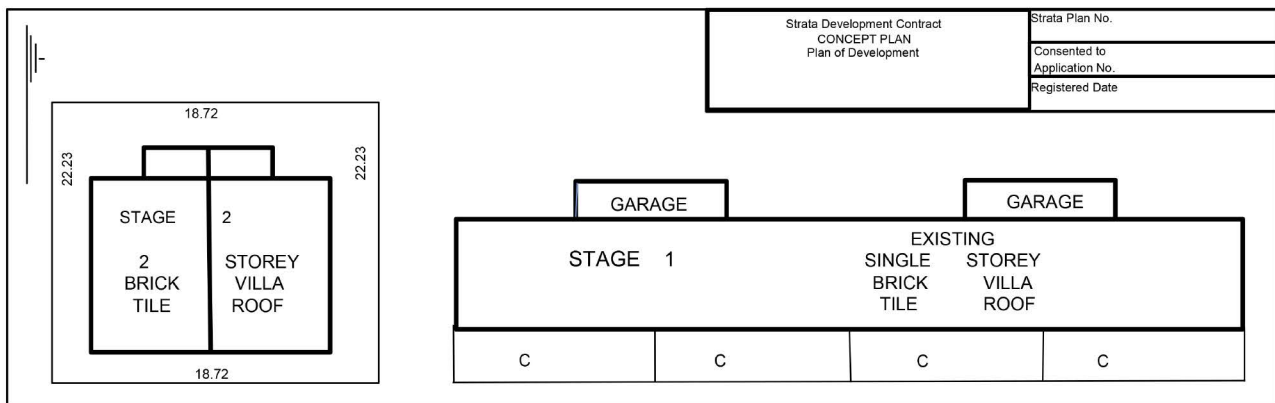 Strata Development Contract
CONCEPT PLAN
Plan of Development
Strata Plan No.
Consented to
Application No.
Registered Date
18.72
22.23
22.23
STAGE 2
2 STOREY
BRICK VILLA
TILE ROOF
18.72
GARAGE
GARAGE
STAGE 1
EXISTING
SINGLE STOREY
BRICK VILLA
TILE ROOF
C
C
C
C